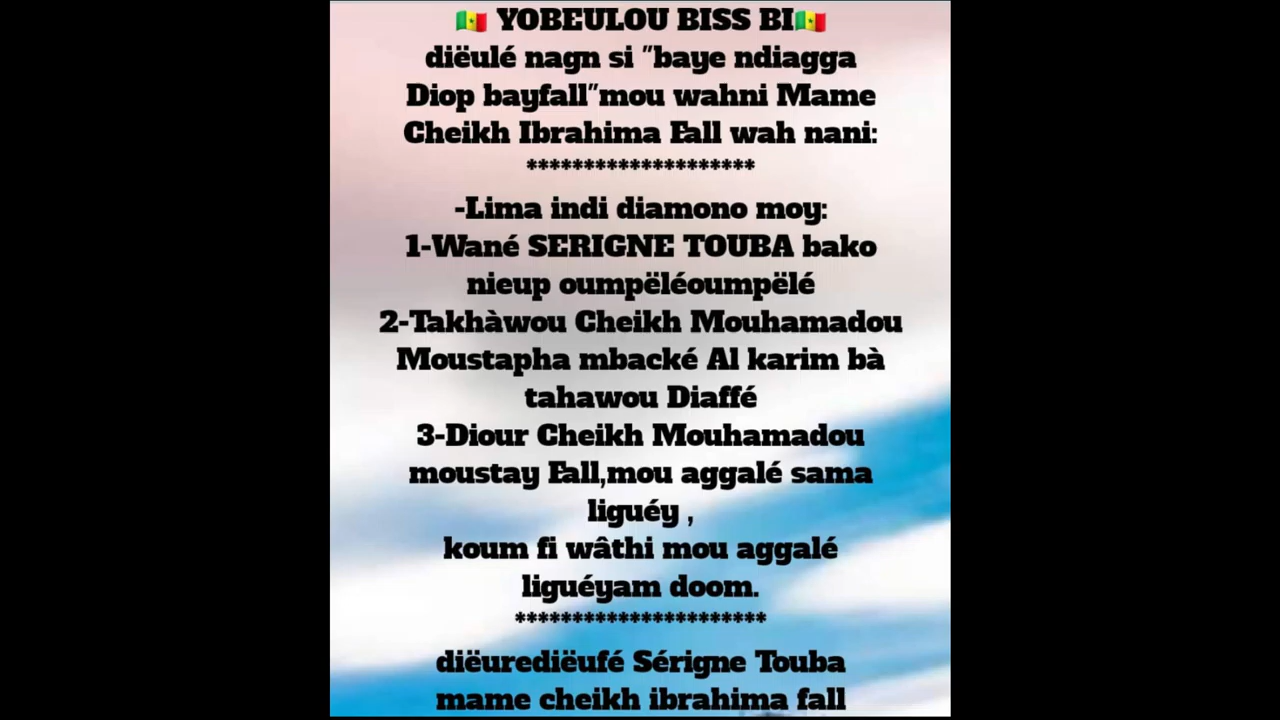 🇸🇳 YOBEULOU BISS BI🇸🇳
diëulé nagn si "baye ndiagga
Diop bayfall"mou wahni Mame
Cheikh Ibrahima Fall wah nani:
********************
-Lima indi diamono moy:
1-Wané SERIGNE TOUBA bako
nieup oumpëléoumpëlé
2-Takhàwou Cheikh Mouhamadou
Moustapha mbacké Al karim bà
tahawou Diaffé
3-Diour Cheikh Mouhamadou
moustay Fall,mou aggalé sama
liguéy ,
koum fi wâthi mou aggalé
liguéyam doom.
**********************
diëurediëufé Sérigne Touba
mame cheikh ibrahima fall